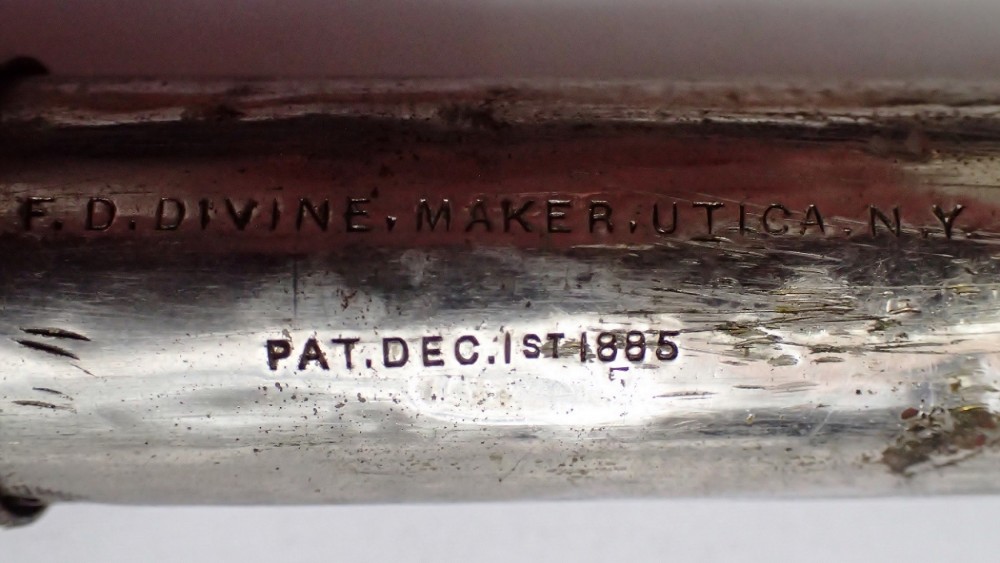 F. D. DIVINE. MAKER. UTICA. N. Y.
PAT. DEC. 1ST 1885